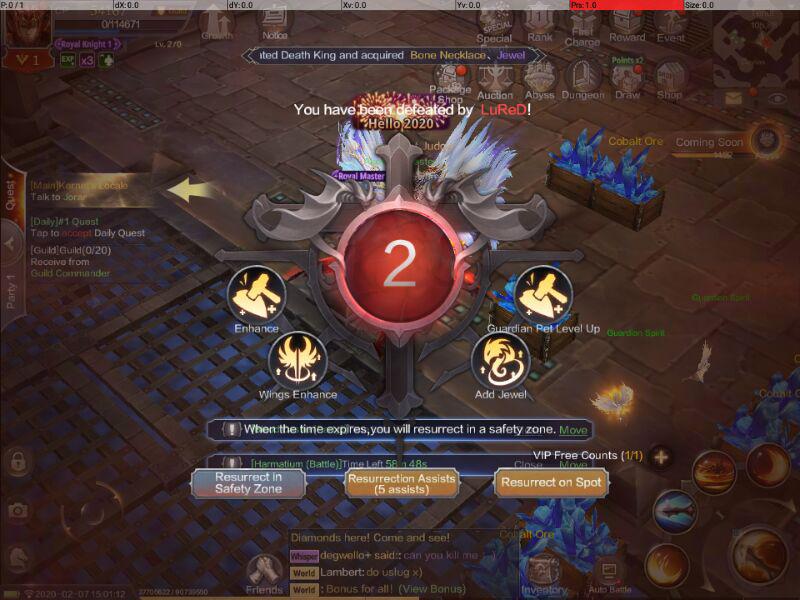 P: 0 / 1 dX: 0.0 dY: 0.0 Xv: 0.0 Yv: 0.0 Prs: 1.0 Size: 0.0
0/114671
Growth
Notice
Special
Rank
First Charge
Reward
Event
Royal Knight 1
Lv. 2/0
1
EXP x3
ated Death King and acquired Bone Necklace、Jewel
Points x2
Package Shop
Auction
Abyss
Dungeon
Draw
Shop
You have been defeated by LuReD!
Hello 2020
Judge
Royal Master
Cobalt Ore
Coming Soon
Quest
Party 1
Talk to Joran
[Daily]#1 Quest
Tap to accept Daily Quest
[Guild]Guild(0/20)
Receive from
Guild Commander
2
Guardian Spirit
Guardian Spirit
Enhance
Guardian Pet Level Up
Wings Enhance
Add Jewel
When the time expires,you will resurrect in a safety zone. Move
VIP Free Counts (1/1)
[Harmatium (Battle)]Time Left 58m 48s Close Move
Resurrect in Safety Zone
Resurrection Assists (5 assists)
Resurrect on Spot
Diamonds here! Come and see!
Whisper degwello+ said:: can you kill me :-)
World Lambert: do uslug x)
World : Bonus for all! (View Bonus)
Friends
Inventory
Auto Battle
2020-02-07 15:01:12